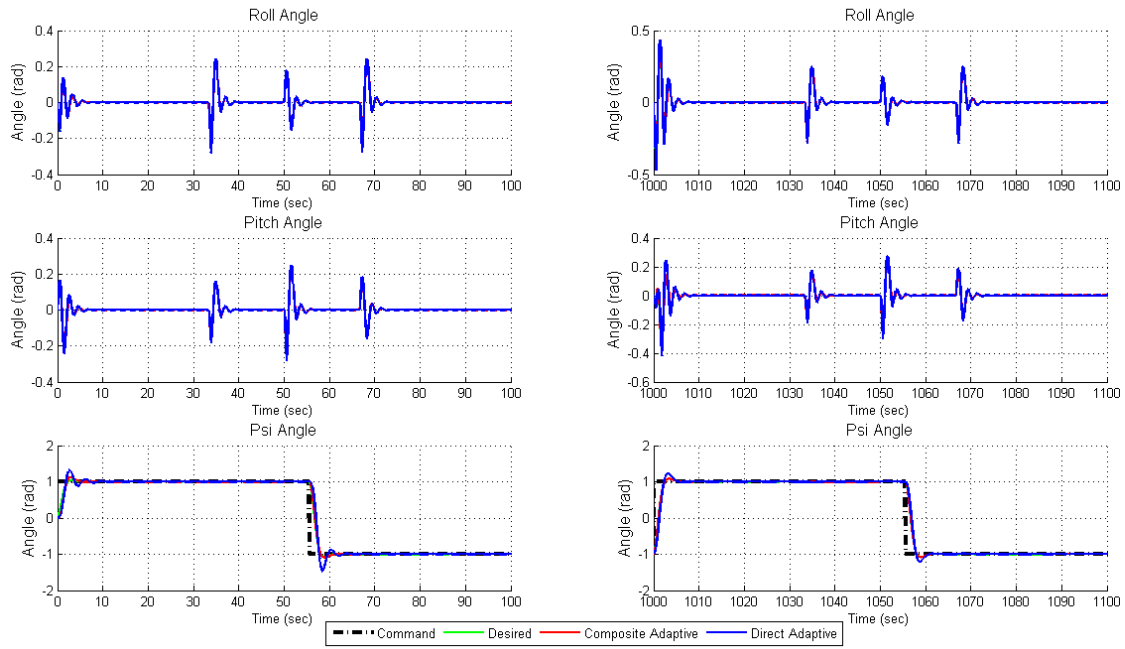 Roll Angle
Angle (rad)
0.4
0.2
0
-0.2
-0.4
0 10 20 30 40 50 60 70 80 90 100
Time (sec)
Roll Angle
Angle (rad)
0.5
0
-0.5
1000 1010 1020 1030 1040 1050 1060 1070 1080 1090 1100
Time (sec)
Pitch Angle
Angle (rad)
0.4
0.2
0
-0.2
-0.4
0 10 20 30 40 50 60 70 80 90 100
Time (sec)
Pitch Angle
Angle (rad)
0.4
0.2
0
-0.2
-0.4
-0.6
1000 1010 1020 1030 1040 1050 1060 1070 1080 1090 1100
Time (sec)
Psi Angle
Angle (rad)
2
1
0
-1
-2
0 10 20 30 40 50 60 70 80 90 100
Time (sec)
Psi Angle
Angle (rad)
2
1
0
-1
-2
1000 1010 1020 1030 1040 1050 1060 1070 1080 1090 1100
Time (sec)
Command Desired Composite Adaptive Direct Adaptive